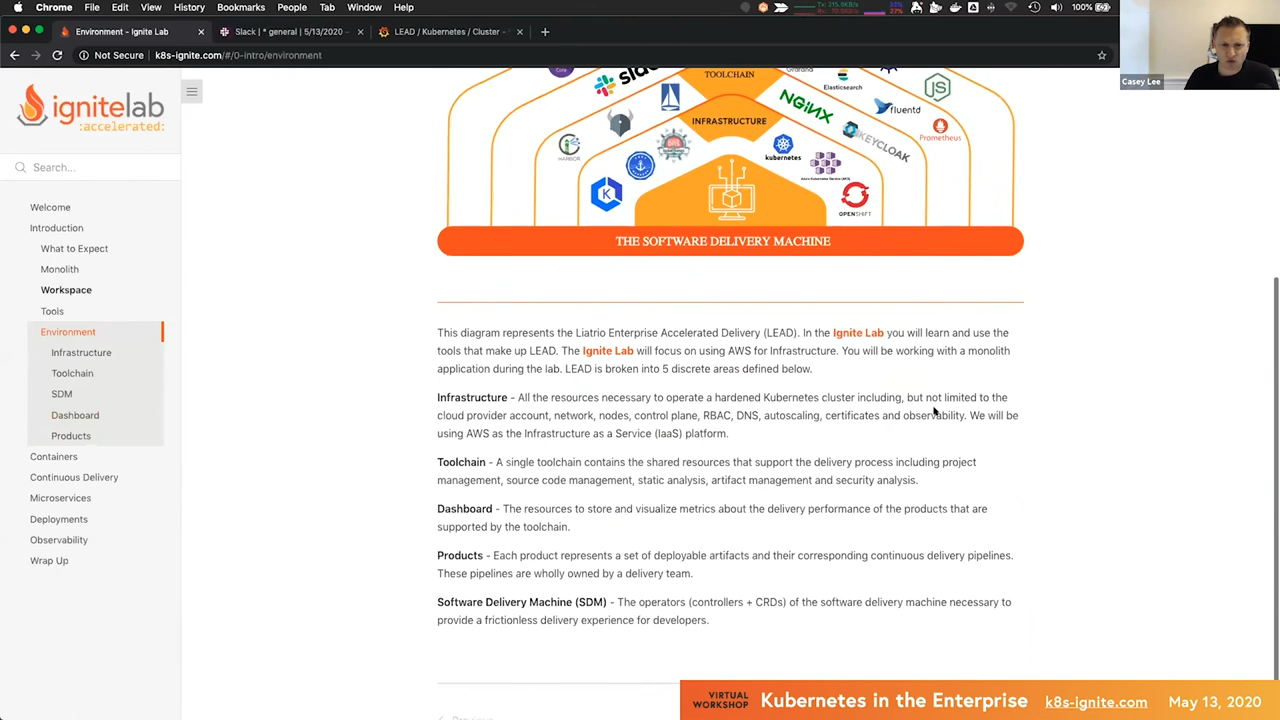 Chrome File Edit View History Bookmarks People Tab Window Help
100%
Environment - Ignite Lab
Slack | * general | 5/13/2020
LEAD / Kubernetes / Cluster -
Not Secure | k8s-ignite.com/#/0-intro/environment
Casey Lee
ignitelab
:accelerated:
Search...
Welcome
Introduction
What to Expect
Monolith
Workspace
Tools
Environment
Infrastructure
Toolchain
SDM
Dashboard
Products
Containers
Continuous Delivery
Microservices
Deployments
Observability
Wrap Up
slack
TOOLCHAIN
Grafana
Elasticsearch
NGINX
fluentd
INFRASTRUCTURE
HARBOR
KEYCLOAK
Prometheus
kubernetes
Azure Kubernetes Service (AKS)
OPENSHIFT
THE SOFTWARE DELIVERY MACHINE
This diagram represents the Liatrio Enterprise Accelerated Delivery (LEAD). In the Ignite Lab you will learn and use the
tools that make up LEAD. The Ignite Lab will focus on using AWS for Infrastructure. You will be working with a monolith
application during the lab. LEAD is broken into 5 discrete areas defined below.
Infrastructure - All the resources necessary to operate a hardened Kubernetes cluster including, but not limited to the
cloud provider account, network, nodes, control plane, RBAC, DNS, autoscaling, certificates and observability. We will be
using AWS as the Infrastructure as a Service (IaaS) platform.
Toolchain - A single toolchain contains the shared resources that support the delivery process including project
management, source code management, static analysis, artifact management and security analysis.
Dashboard - The resources to store and visualize metrics about the delivery performance of the products that are
supported by the toolchain.
Products - Each product represents a set of deployable artifacts and their corresponding continuous delivery pipelines.
These pipelines are wholly owned by a delivery team.
Software Delivery Machine (SDM) - The operators (controllers + CRDs) of the software delivery machine necessary to
provide a frictionless delivery experience for developers.
VIRTUAL
WORKSHOP
Kubernetes in the Enterprise
k8s-ignite.com
May 13, 2020